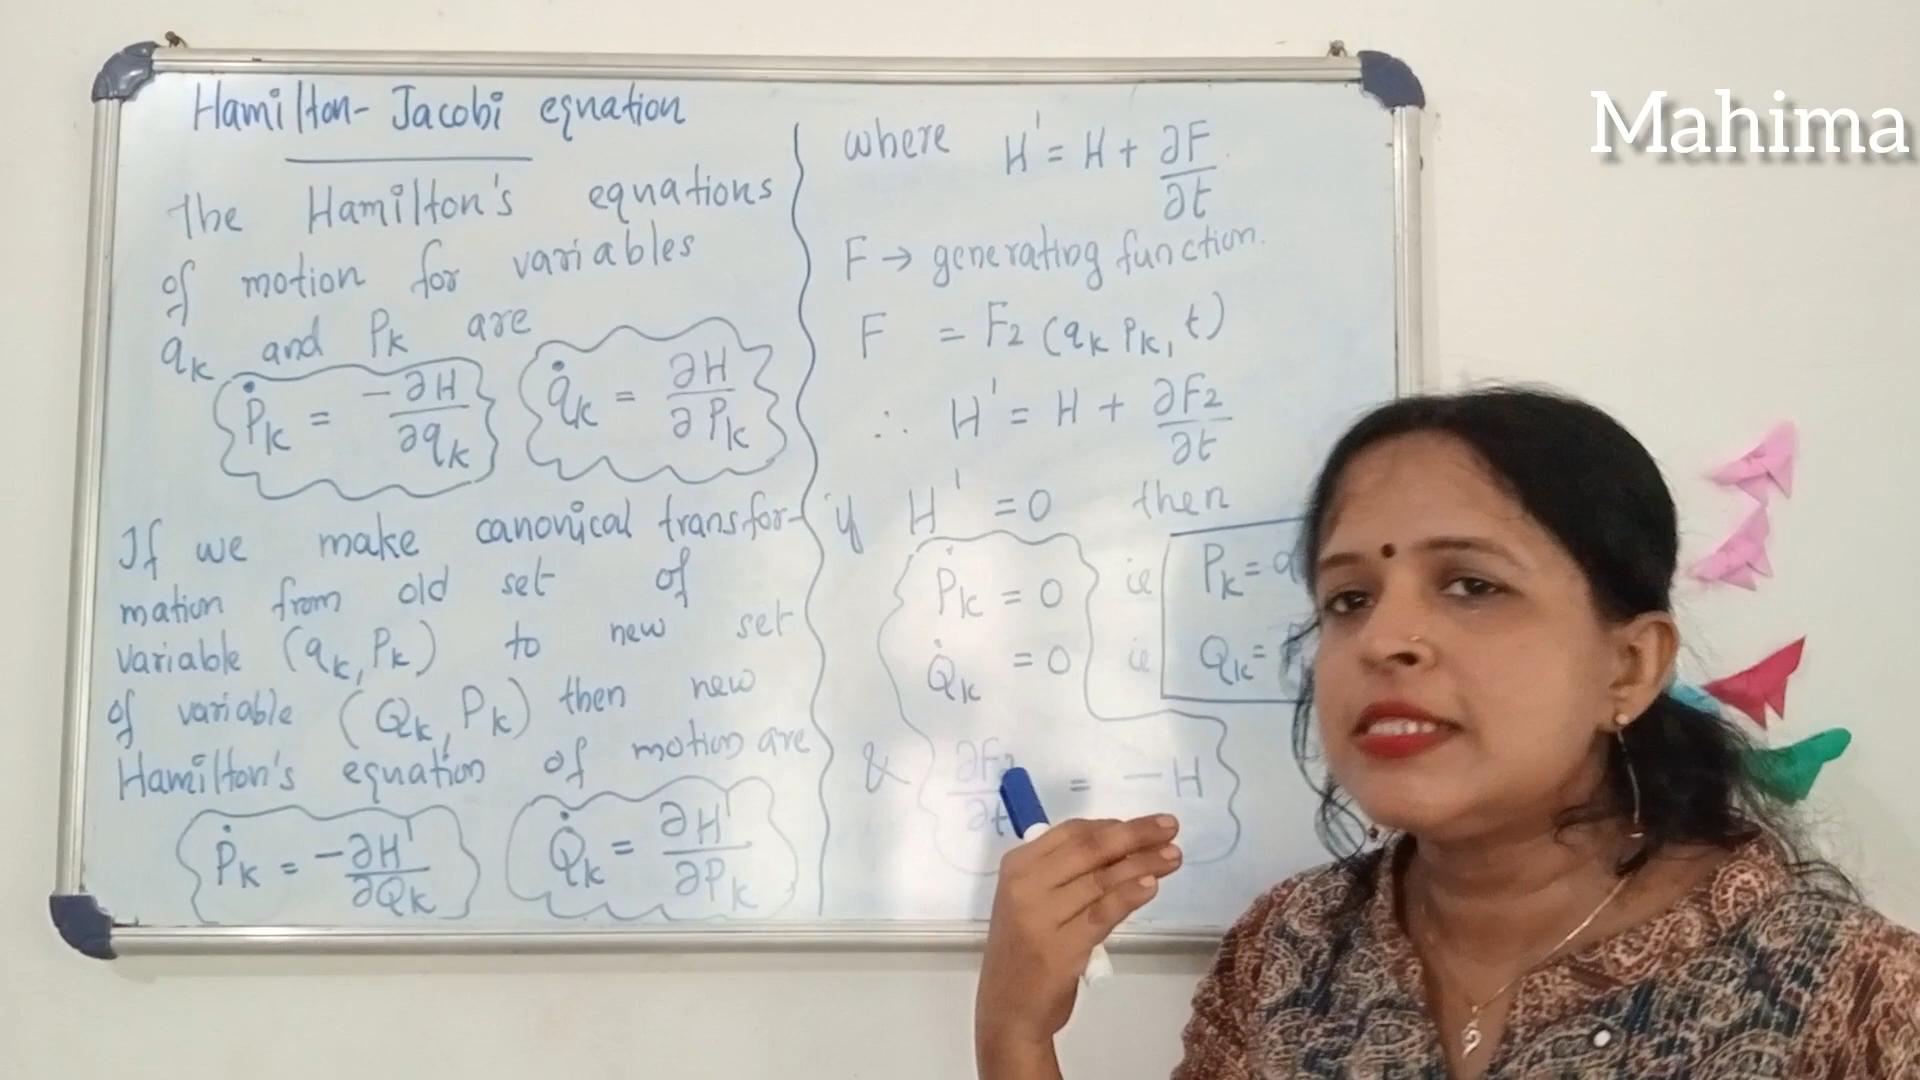 Hamilton-Jacobi equation
The Hamilton's equations
of motion for variables
qk and Pk are
Ṗk = -∂H/∂qk q̇k = ∂H/∂Pk
If we make canonical transfor-
mation from old set of
variable (qk, Pk) to new set
of variable (Qk, Pk) then new
Hamilton's equation of motion are
Ṗk = -∂H'/∂Qk Q̇k = ∂H'/∂Pk
where H' = H + ∂F/∂t
F → generating function.
F = F2 (qk Pk, t)
∴ H' = H + ∂F2/∂t
if H' = 0 then
Ṗk = 0 ie Pk =
Q̇k = 0 ie Qk =
& ∂F2/∂t = -H
Mahima